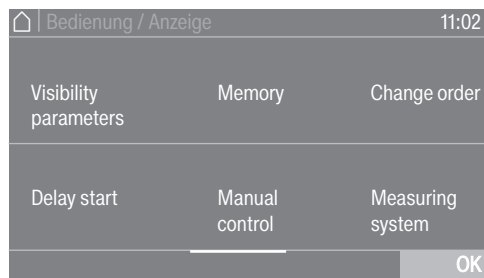 Bedienung / Anzeige 11:02
Visibility parameters Memory Change order
Delay start Manual control Measuring system
OK